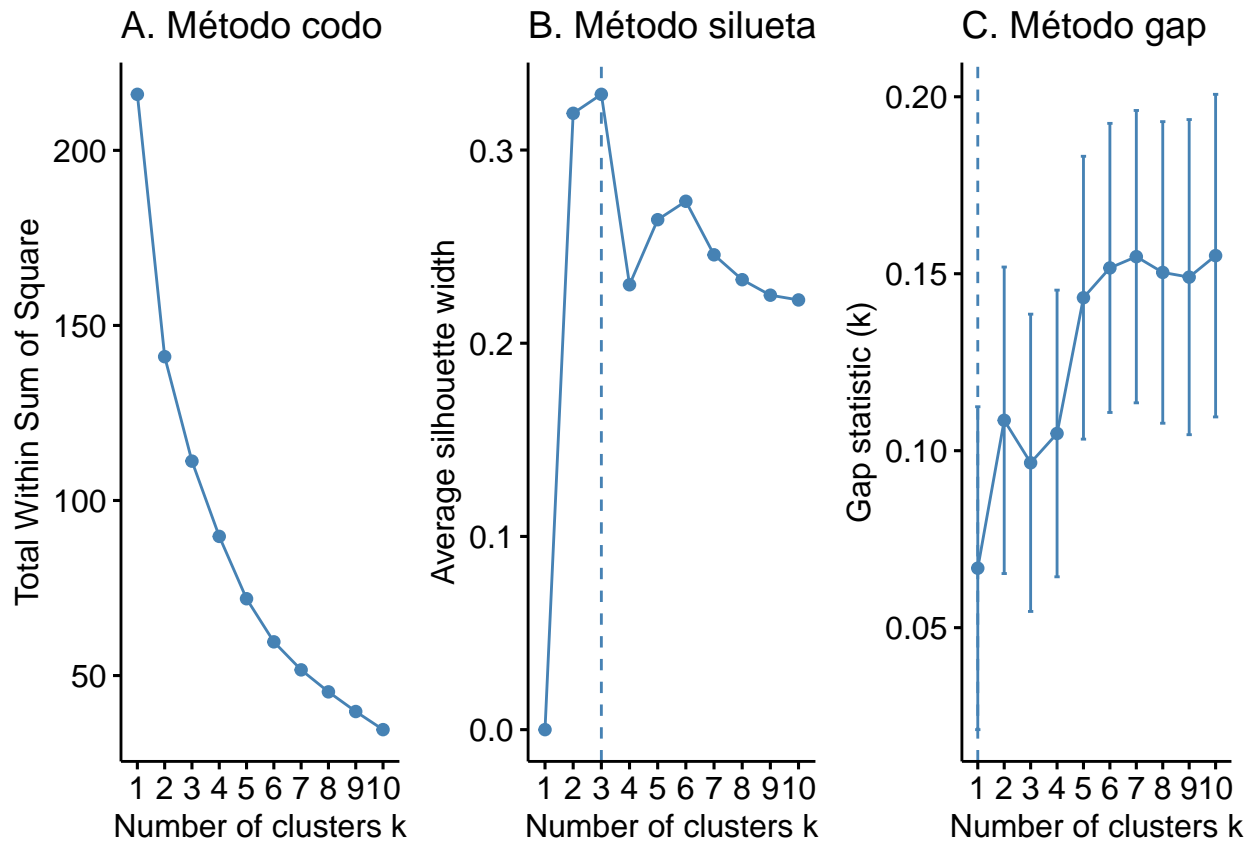 A. Método codo
Total Within Sum of Square
200
150
100
50
1 2 3 4 5 6 7 8 910
Number of clusters k
B. Método silueta
Average silhouette width
0.3
0.2
0.1
0.0
1 2 3 4 5 6 7 8 910
Number of clusters k
C. Método gap
Gap statistic (k)
0.20
0.15
0.10
0.05
1 2 3 4 5 6 7 8 910
Number of clusters k